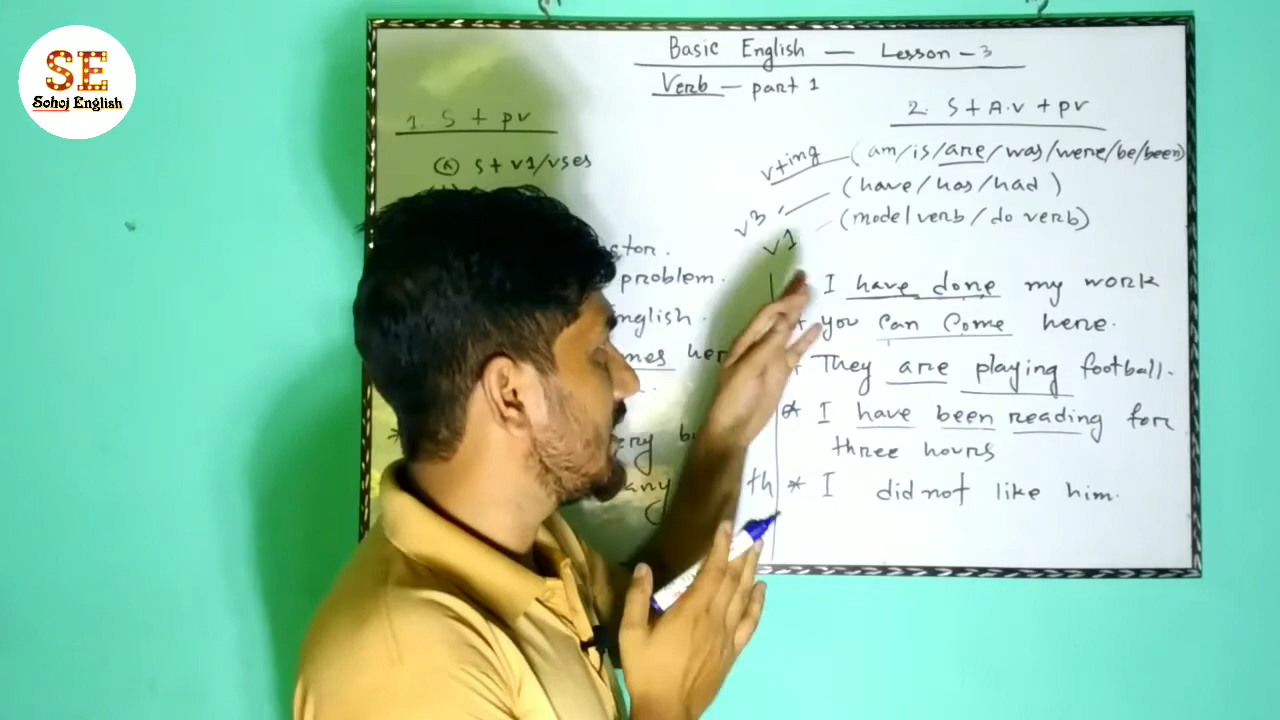 SE
Sohoj English
Basic English — Lesson - 3
Verb — part 1
1. S + pv
(a) S + v1/vses
problem.
nglish.
mes her
ery bu
any
th
2. S + A.v + pv
v+ing (am/is/are/was/were/be/been)
v3 (have/has/had)
v1 (model verb / do verb)
I have done my work
* you can come here.
* They are playing football.
* I have been reading for
three hours
* I did not like him.